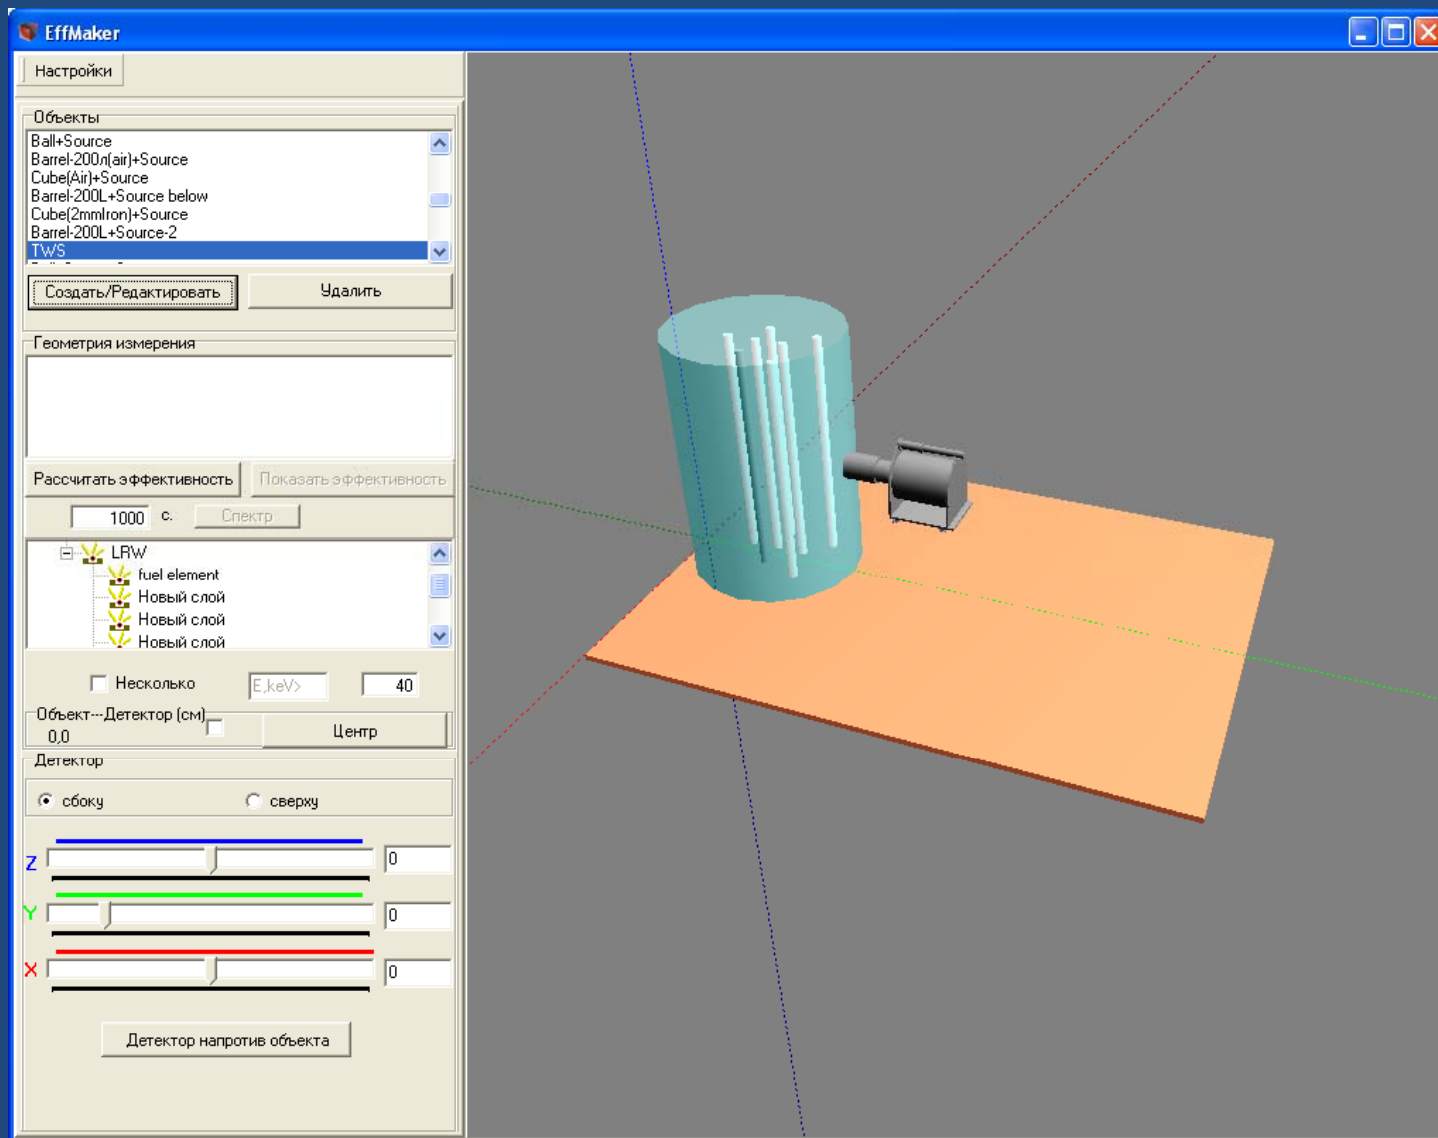 EffMaker
Настройки
Объекты
Ball+Source
Barrel-200л(air)+Source
Cube(Air)+Source
Barrel-200L+Source below
Cube(2mmIron)+Source
Barrel-200L+Source-2
TWS
Создать/Редактировать Удалить
Геометрия измерения
Рассчитать эффективность Показать эффективность
1000 с. Спектр
LRW
fuel element
Новый слой
Новый слой
Новый слой
Несколько E,keV> 40
Объект---Детектор (см)
0,0 Центр
Детектор
сбоку сверху
Z 0
Y 0
X 0
Детектор напротив объекта